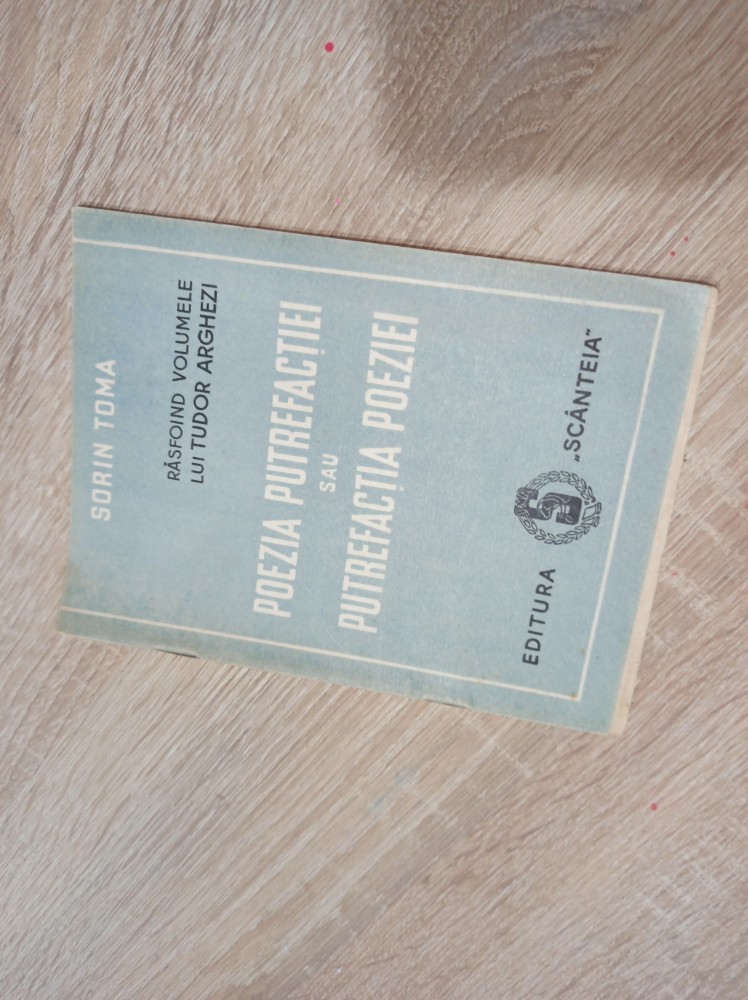 SORIN TOMA
RĂSFOIND VOLUMELE
LUI TUDOR ARGHEZI
POEZIA PUTREFACȚIEI
SAU
PUTREFACȚIA POEZIEI
EDITURA „SCÂNTEIA“